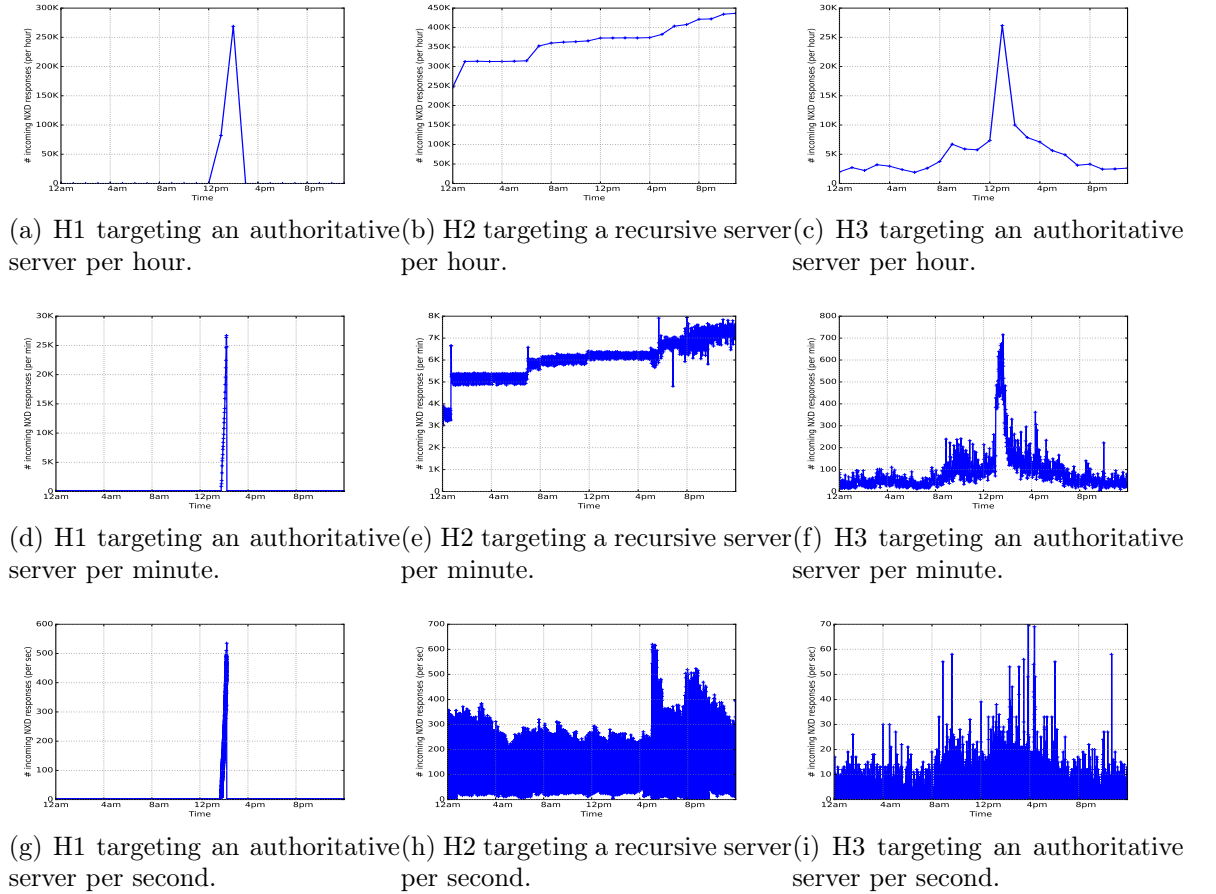 300K
250K
200K
150K
100K
50K
0
12am 4am 8am 12pm 4pm 8pm
Time
# incoming NXD responses (per hour)
450K
400K
350K
300K
250K
200K
150K
100K
50K
0
12am 4am 8am 12pm 4pm 8pm
Time
# incoming NXD responses (per hour)
30K
25K
20K
15K
10K
5K
0
12am 4am 8am 12pm 4pm 8pm
Time
# incoming NXD responses (per hour)
(a) H1 targeting an authoritative
server per hour.
(b) H2 targeting a recursive server
per hour.
(c) H3 targeting an authoritative
server per hour.
30K
25K
20K
15K
10K
5K
0
12am 4am 8am 12pm 4pm 8pm
Time
# incoming NXD responses (per min)
8K
7K
6K
5K
4K
3K
2K
1K
0
12am 4am 8am 12pm 4pm 8pm
Time
# incoming NXD responses (per min)
800
700
600
500
400
300
200
100
0
12am 4am 8am 12pm 4pm 8pm
Time
# incoming NXD responses (per min)
(d) H1 targeting an authoritative
server per minute.
(e) H2 targeting a recursive server
per minute.
(f) H3 targeting an authoritative
server per minute.
600
500
400
300
200
100
0
12am 4am 8am 12pm 4pm 8pm
Time
# incoming NXD responses (per sec)
700
600
500
400
300
200
100
0
12am 4am 8am 12pm 4pm 8pm
Time
# incoming NXD responses (per sec)
70
60
50
40
30
20
10
0
12am 4am 8am 12pm 4pm 8pm
Time
# incoming NXD responses (per sec)
(g) H1 targeting an authoritative
server per second.
(h) H2 targeting a recursive server
per second.
(i) H3 targeting an authoritative
server per second.